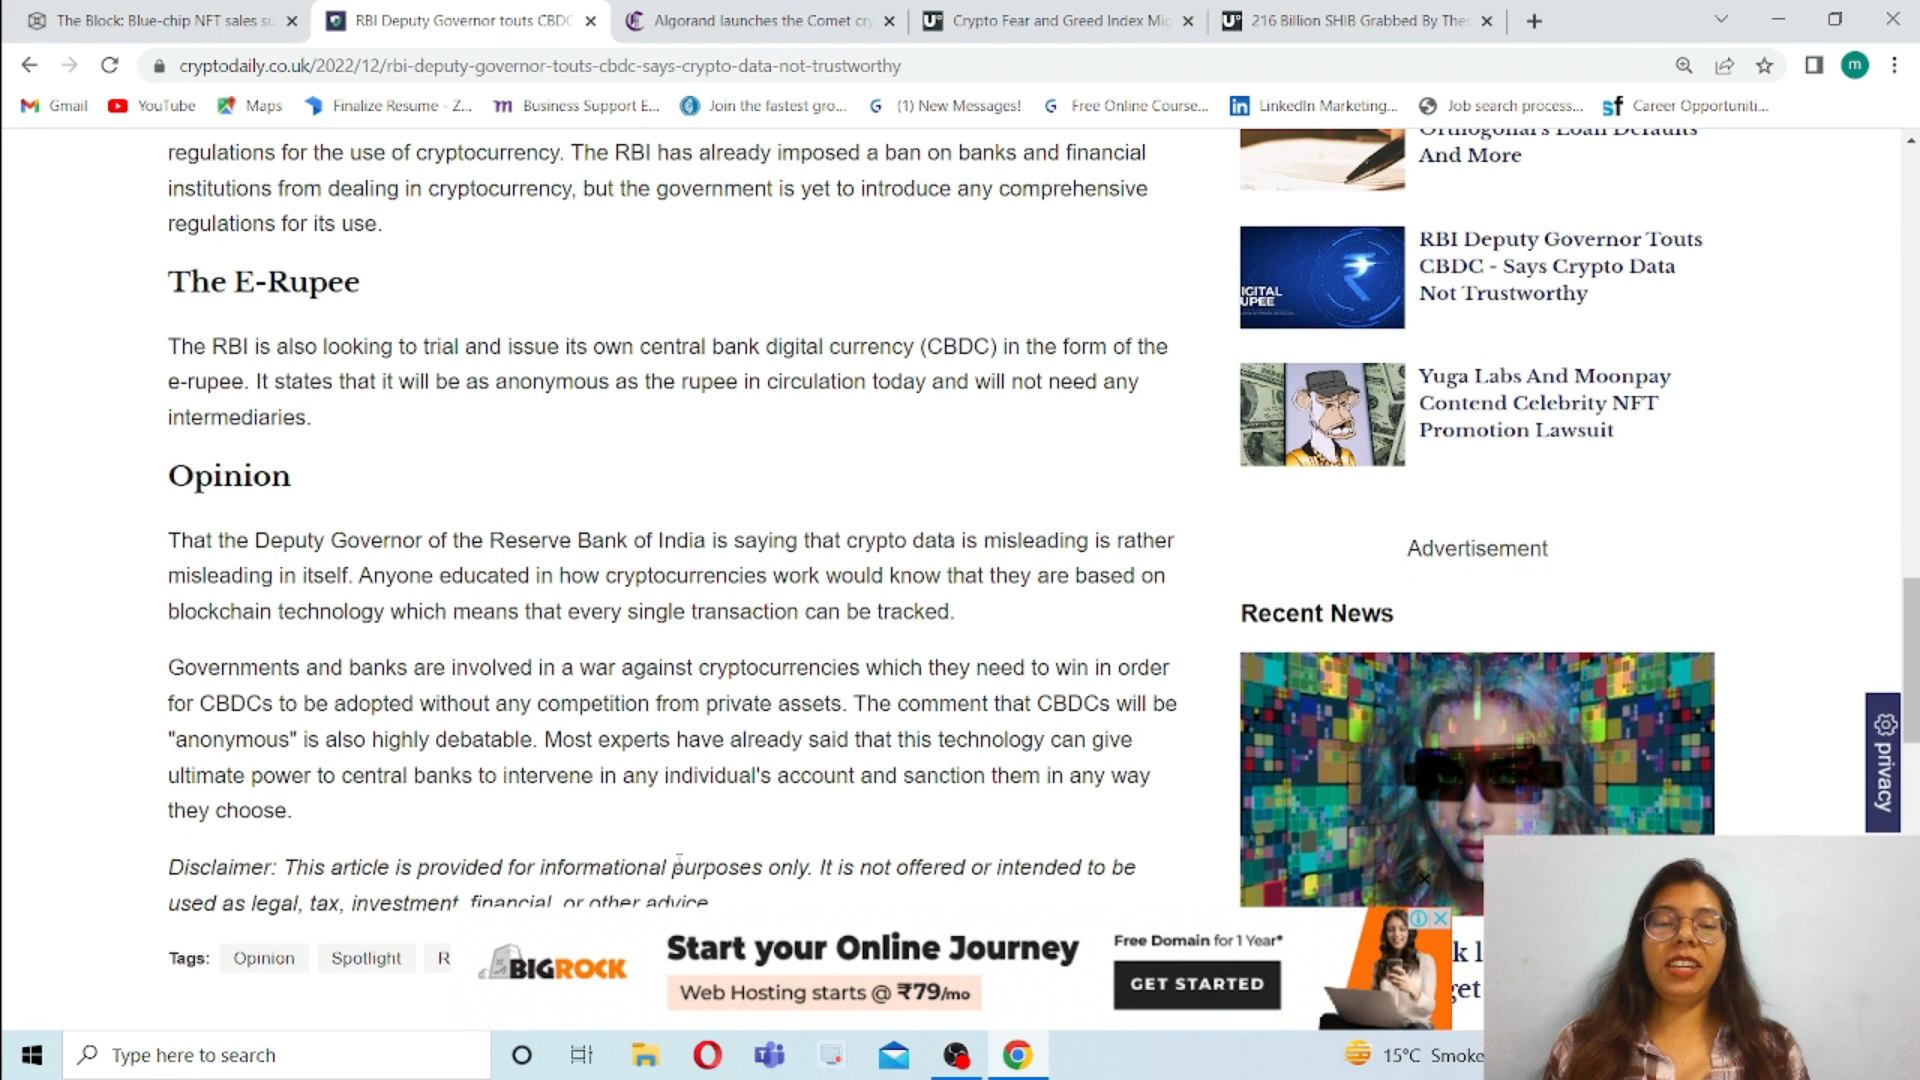 The Block: Blue-chip NFT sales su
RBI Deputy Governor touts CBDC
Algorand launches the Comet cr
Crypto Fear and Greed Index Mig
216 Billion SHIB Grabbed By The
cryptodaily.co.uk/2022/12/rbi-deputy-governor-touts-cbdc-says-crypto-data-not-trustworthy
m
Gmail
YouTube
Maps
Finalize Resume - Z...
Business Support E...
Join the fastest gro...
(1) New Messages!
Free Online Course...
LinkedIn Marketing...
Job search process...
Career Opportuniti...
regulations for the use of cryptocurrency. The RBI has already imposed a ban on banks and financial
institutions from dealing in cryptocurrency, but the government is yet to introduce any comprehensive
regulations for its use.
The E-Rupee
The RBI is also looking to trial and issue its own central bank digital currency (CBDC) in the form of the
e-rupee. It states that it will be as anonymous as the rupee in circulation today and will not need any
intermediaries.
Opinion
That the Deputy Governor of the Reserve Bank of India is saying that crypto data is misleading is rather
misleading in itself. Anyone educated in how cryptocurrencies work would know that they are based on
blockchain technology which means that every single transaction can be tracked.
Governments and banks are involved in a war against cryptocurrencies which they need to win in order
for CBDCs to be adopted without any competition from private assets. The comment that CBDCs will be
"anonymous" is also highly debatable. Most experts have already said that this technology can give
ultimate power to central banks to intervene in any individual's account and sanction them in any way
they choose.
Disclaimer: This article is provided for informational purposes only. It is not offered or intended to be
used as legal, tax, investment, financial, or other advice
Tags: Opinion Spotlight R
Orthogonal's Loan Defaults
And More
IGITAL
UPEE
RBI Deputy Governor Touts
CBDC - Says Crypto Data
Not Trustworthy
Yuga Labs And Moonpay
Contend Celebrity NFT
Promotion Lawsuit
Advertisement
Recent News
privacy
BIGROCK
Start your Online Journey
Web Hosting starts @ ₹79/mo
Free Domain for 1 Year*
GET STARTED
k l
get
Type here to search
15°C Smoke